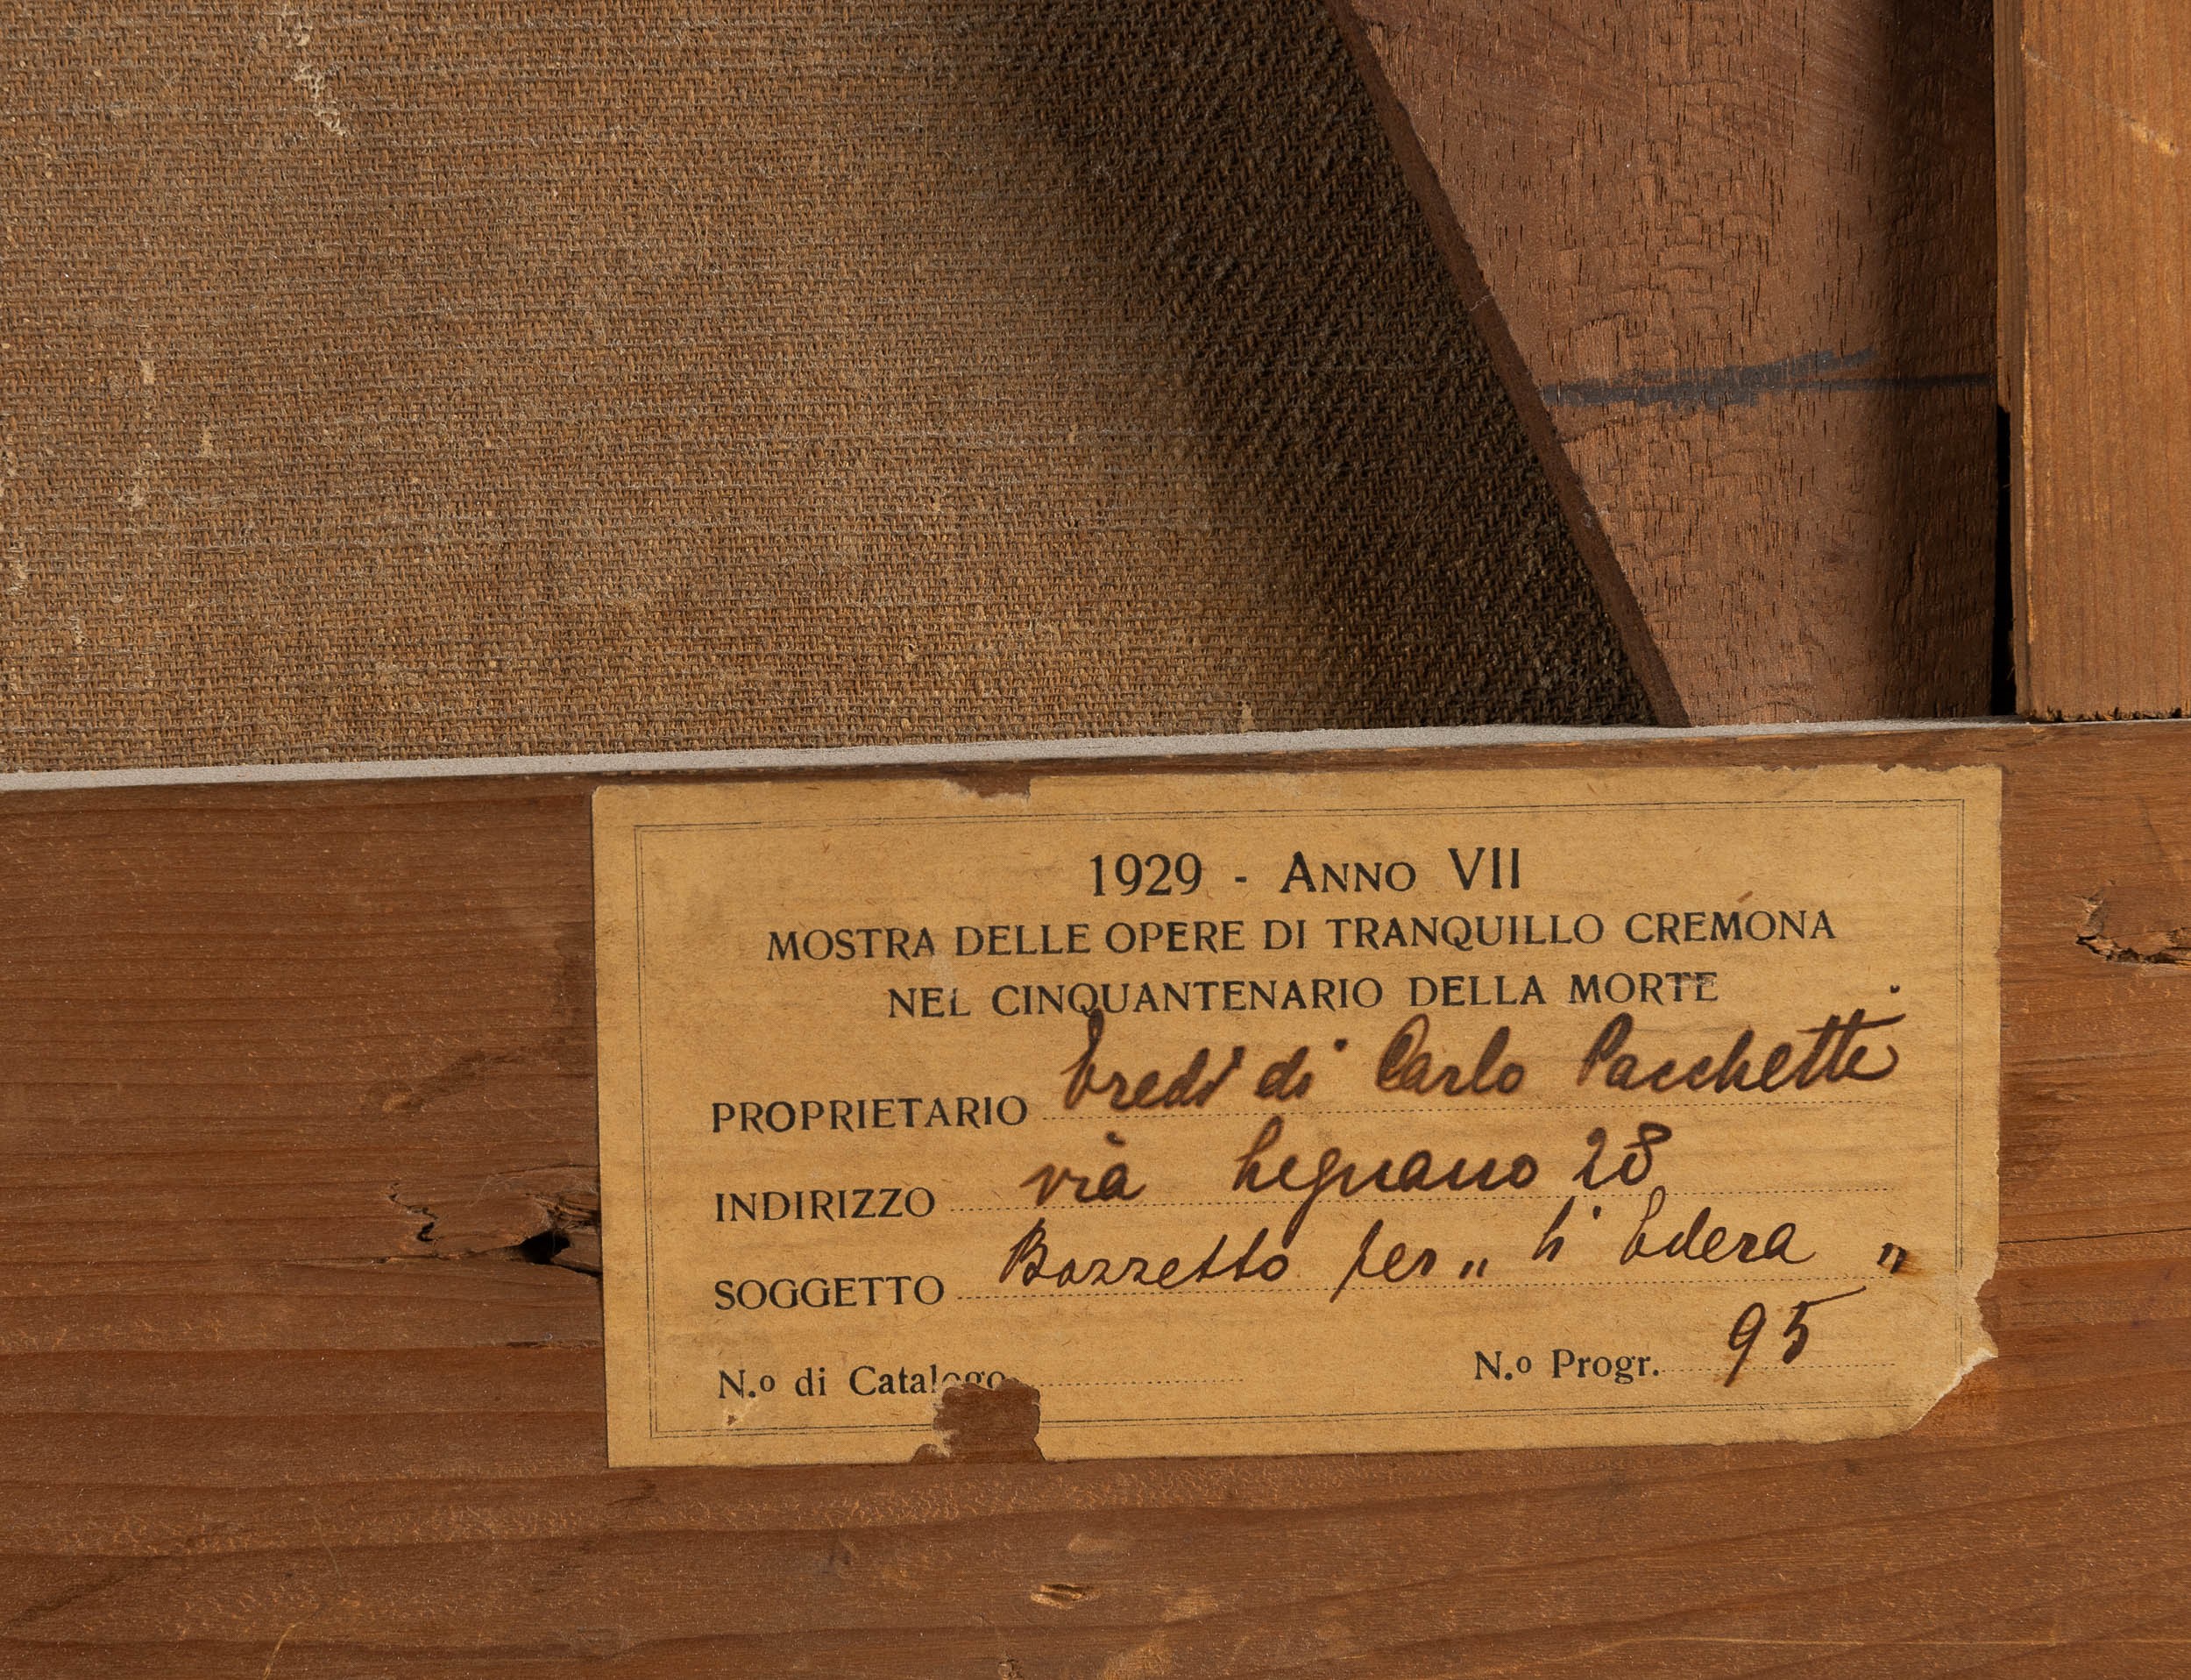 1929 - ANNO VII
MOSTRA DELLE OPERE DI TRANQUILLO CREMONA
NEL CINQUANTENARIO DELLA MORTE
PROPRIETARIO Eredi di Carlo Pacchetti
INDIRIZZO via Legnano 28
SOGGETTO Bozzetto per „ L'Edera "
N.o di Catalogo N.o Progr. 95